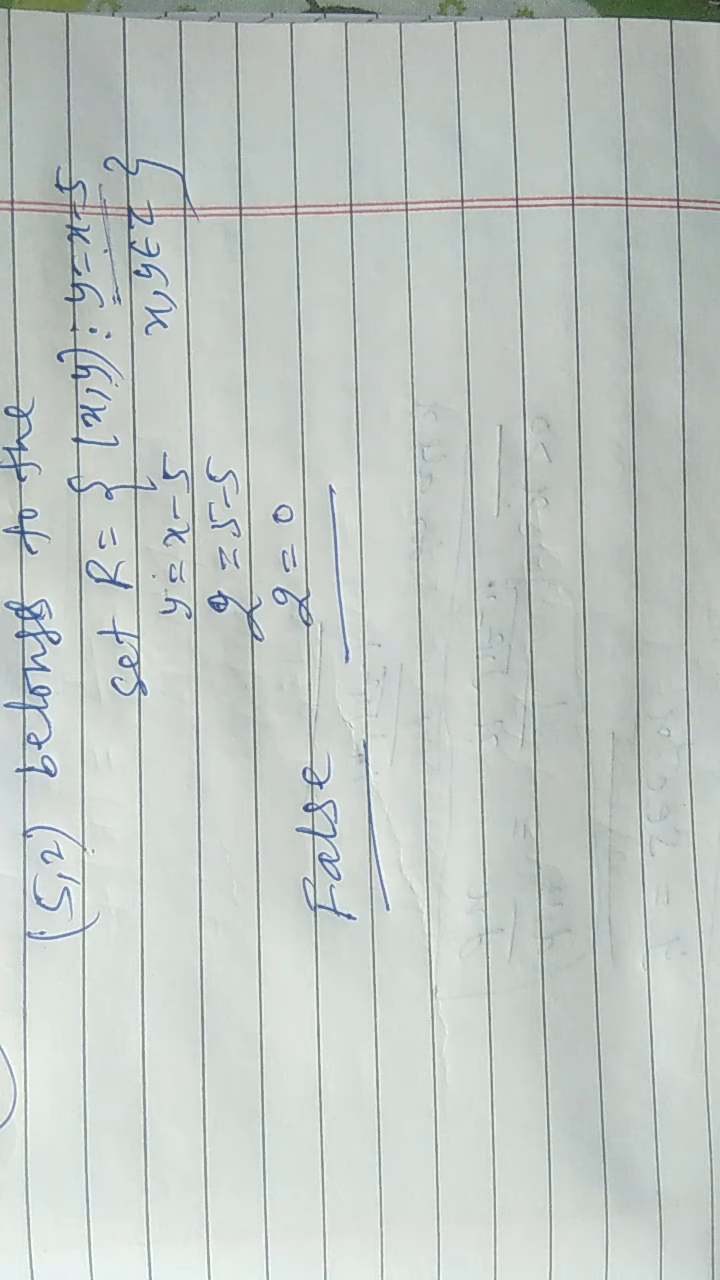 (5,2) belongs to the
set R = { (x,y) : y = x-5
x,y ∈ Z }
y = x-5
2 = 5-5
2 = 0
False